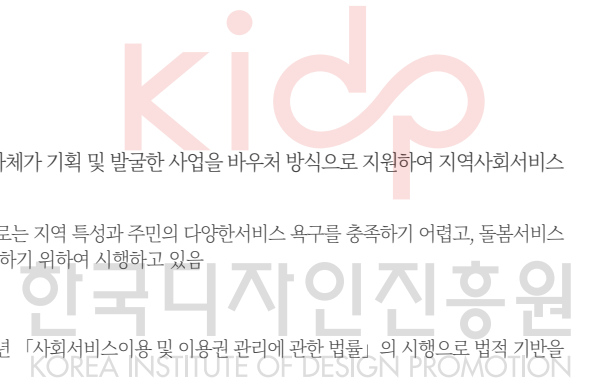 kidp
자체가 기획 및 발굴한 사업을 바우처 방식으로 지원하여 지역사회서비스
로는 지역 특성과 주민의 다양한서비스 욕구를 충족하기 어렵고, 돌봄서비스
하기 위하여 시행하고 있음
한국디자인진흥원
년 「사회서비스이용 및 이용권 관리에 관한 법률」의 시행으로 법적 기반을
KOREA INSTITUTE OF DESIGN PROMOTION